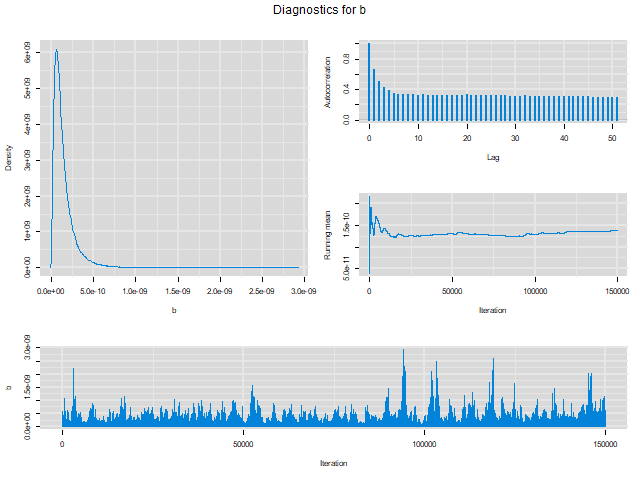 Diagnostics for b
Density
0e+00 1e+09 2e+09 3e+09 4e+09 5e+09 6e+09
0.0e+00 5.0e-10 1.0e-09 1.5e-09 2.0e-09 2.5e-09 3.0e-09
b
Autocorrelation
0.0 0.4 0.8
0 10 20 30 40 50
Lag
Running mean
5.0e-11 1.5e-10
0 50000 100000 150000
Iteration
b
0.0e+00 1.5e-09 3.0e-09
0 50000 100000 150000
Iteration